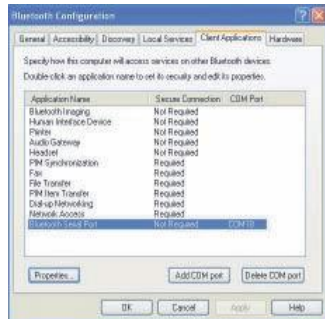 Bluetooth Configuration
General Accessibility Discovery Local Services Client Applications Hardware
Specify how this computer will access services on other Bluetooth devices.
Double-click an application name to set its security and edit its properties.
Application Name Secure Connection COM Port
Bluetooth Imaging Not Required
Human Interface Device Not Required
Printer Not Required
Audio Gateway Not Required
Headset Not Required
PIM Synchronization Required
Fax Required
File Transfer Required
PIM Item Transfer Required
Dial-up Networking Required
Network Access Required
Bluetooth Serial Port Not Required
Properties... Add COM port Delete COM port
OK Cancel Apply Help